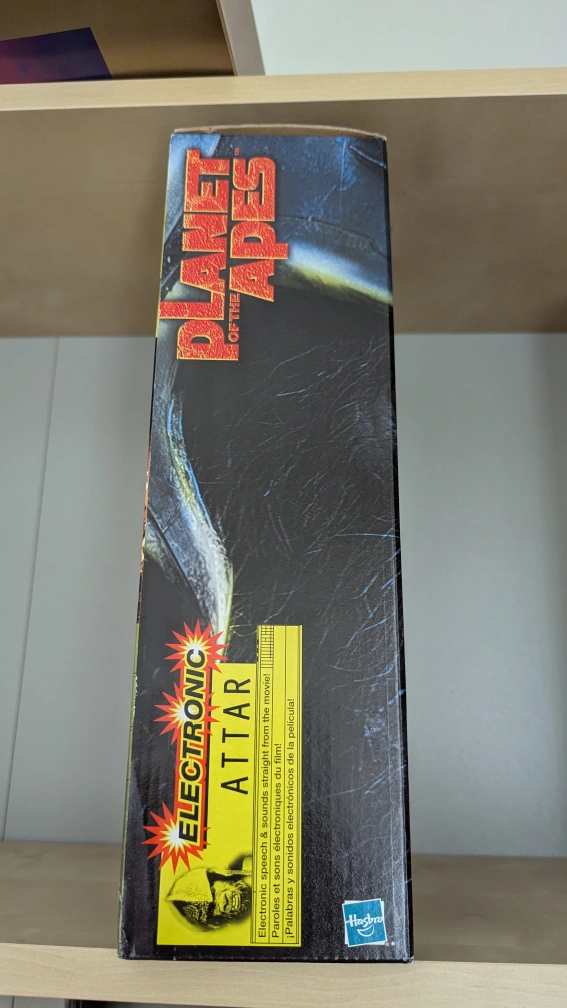 PLANET
OF THE APES
ELECTRONIC
ATTAR
Electronic speech & sounds straight from the movie!
Paroles et sons électroniques du film!
¡Palabras y sonidos electrónicos de la película!
Hasbro